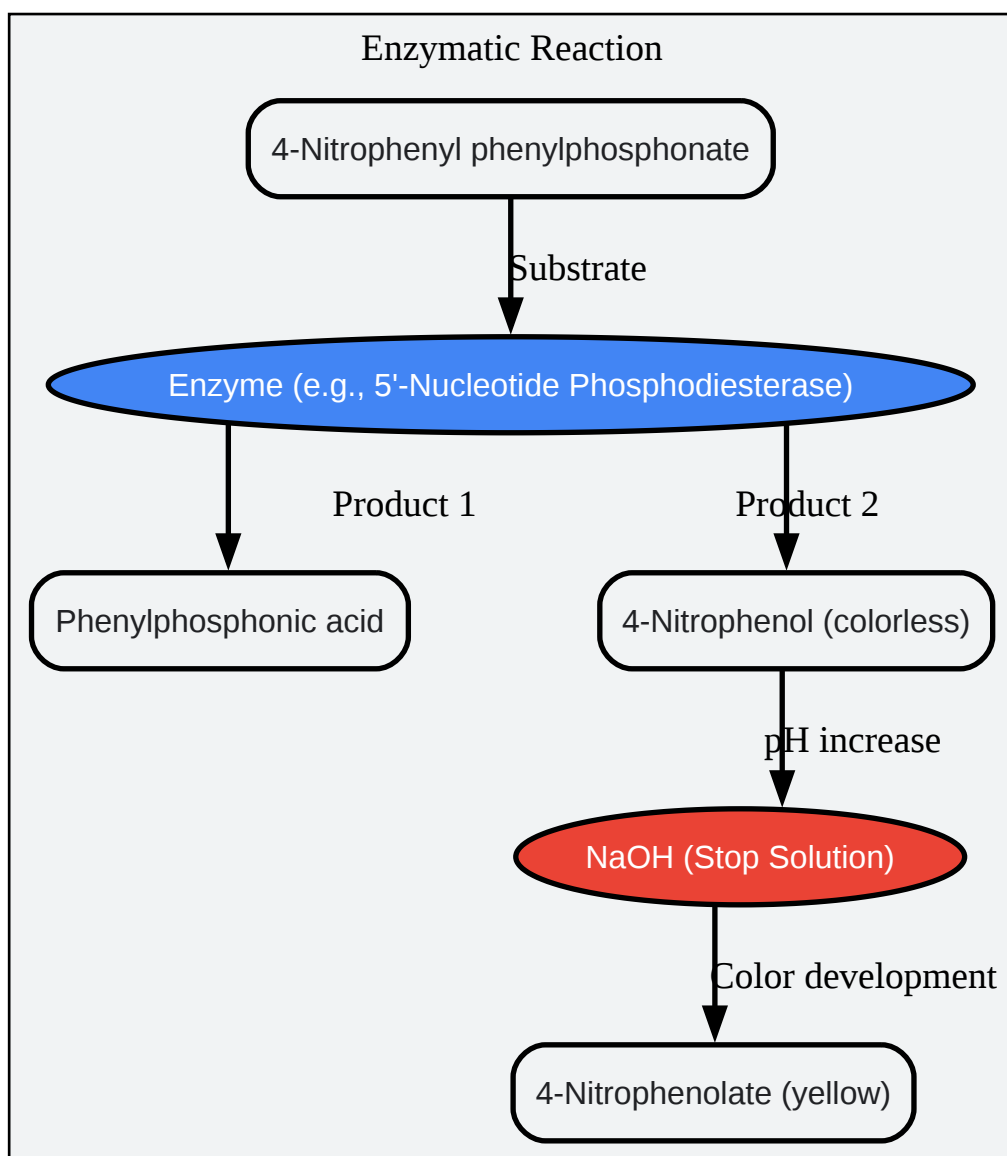 Enzymatic Reaction
4-Nitrophenyl phenylphosphonate
Substrate
Enzyme (e.g., 5'-Nucleotide Phosphodiesterase)
Product 1
Product 2
Phenylphosphonic acid
4-Nitrophenol (colorless)
pH increase
NaOH (Stop Solution)
Color development
4-Nitrophenolate (yellow)